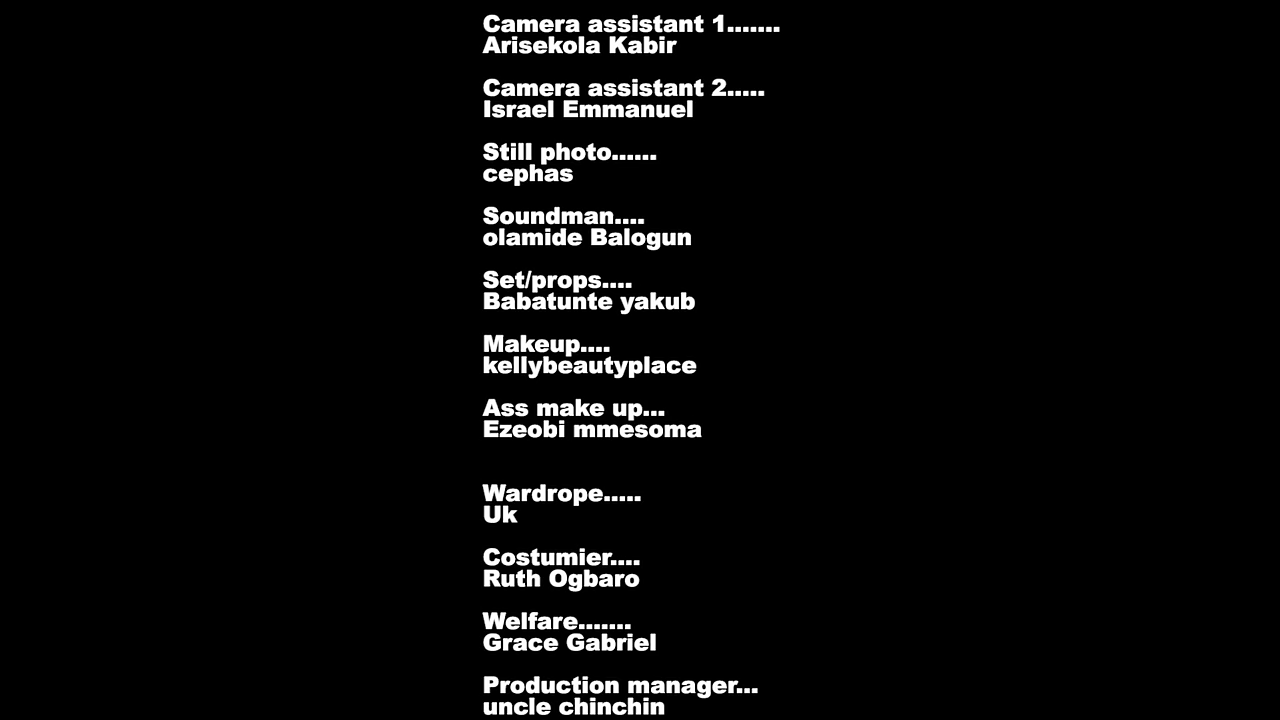 Camera assistant 1.......
Arisekola Kabir
Camera assistant 2.....
Israel Emmanuel
Still photo......
cephas
Soundman....
olamide Balogun
Set/props....
Babatunte yakub
Makeup....
kellybeautyplace
Ass make up...
Ezeobi mmesoma
Wardrope.....
Uk
Costumier....
Ruth Ogbaro
Welfare.......
Grace Gabriel
Production manager...
uncle chinchin